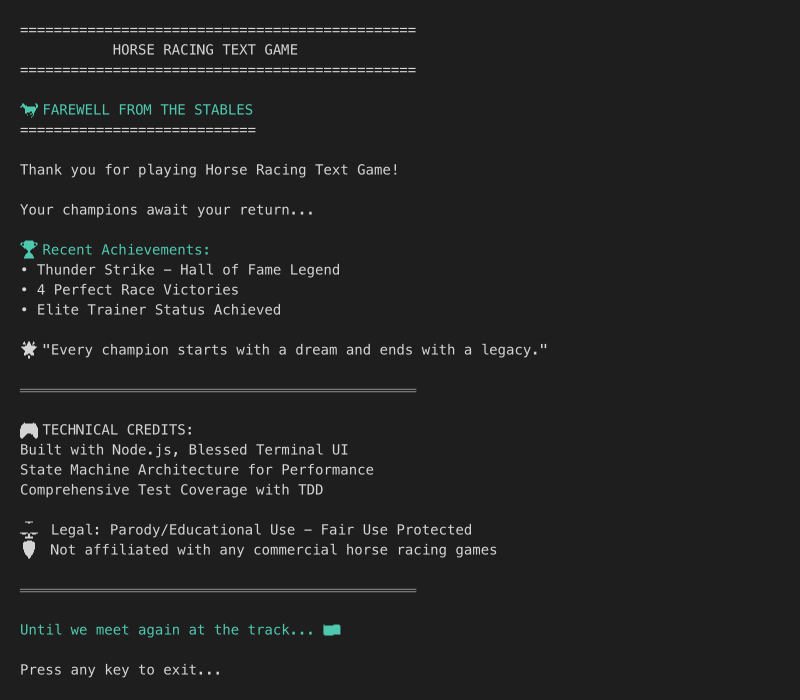 ===============================================
HORSE RACING TEXT GAME
===============================================
FAREWELL FROM THE STABLES
============================
Thank you for playing Horse Racing Text Game!
Your champions await your return...
Recent Achievements:
• Thunder Strike – Hall of Fame Legend
• 4 Perfect Race Victories
• Elite Trainer Status Achieved
"Every champion starts with a dream and ends with a legacy."
TECHNICAL CREDITS:
Built with Node.js, Blessed Terminal UI
State Machine Architecture for Performance
Comprehensive Test Coverage with TDD
Legal: Parody/Educational Use – Fair Use Protected
Not affiliated with any commercial horse racing games
Until we meet again at the track...
Press any key to exit...